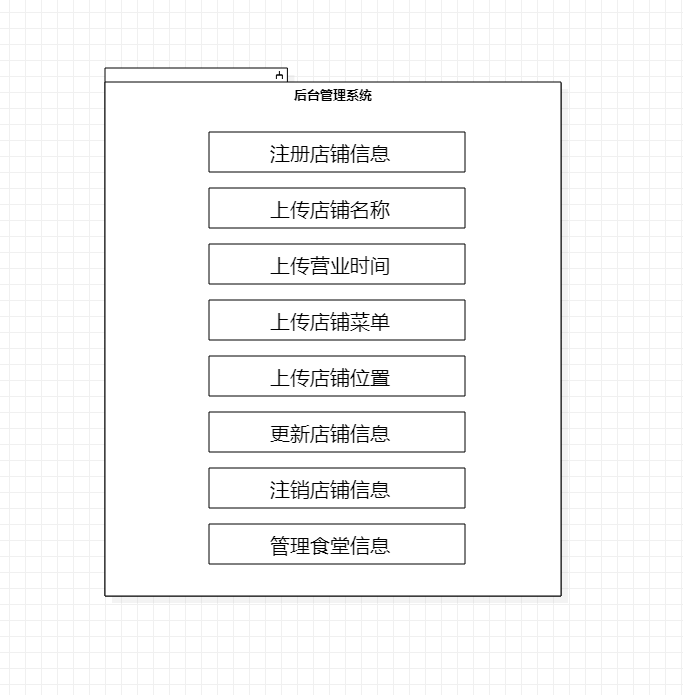 后台管理系统
注册店铺信息
上传店铺名称
上传营业时间
上传店铺菜单
上传店铺位置
更新店铺信息
注销店铺信息
管理食堂信息